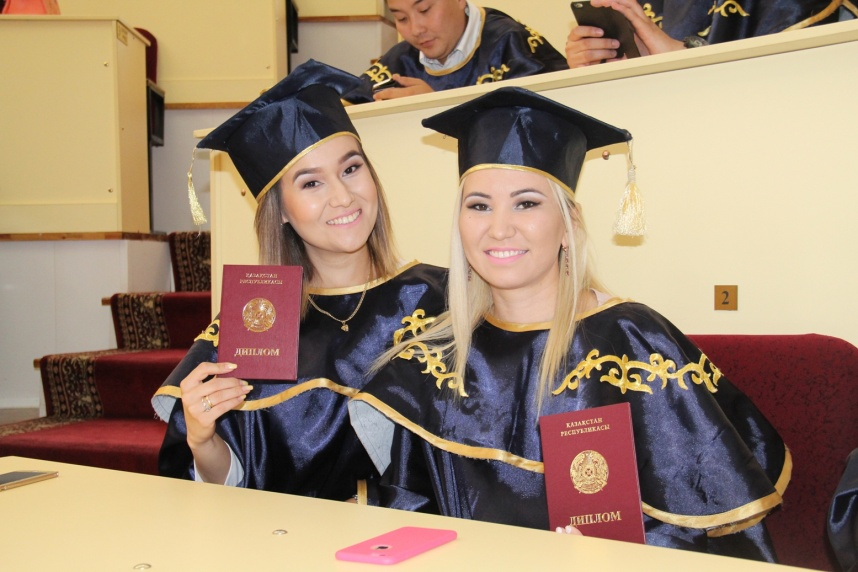 ҚАЗАҚСТАН
РЕСПУБЛИКАСЫ
ДИПЛОМ
ҚАЗАҚСТАН
РЕСПУБЛИКАСЫ
ДИПЛОМ
2